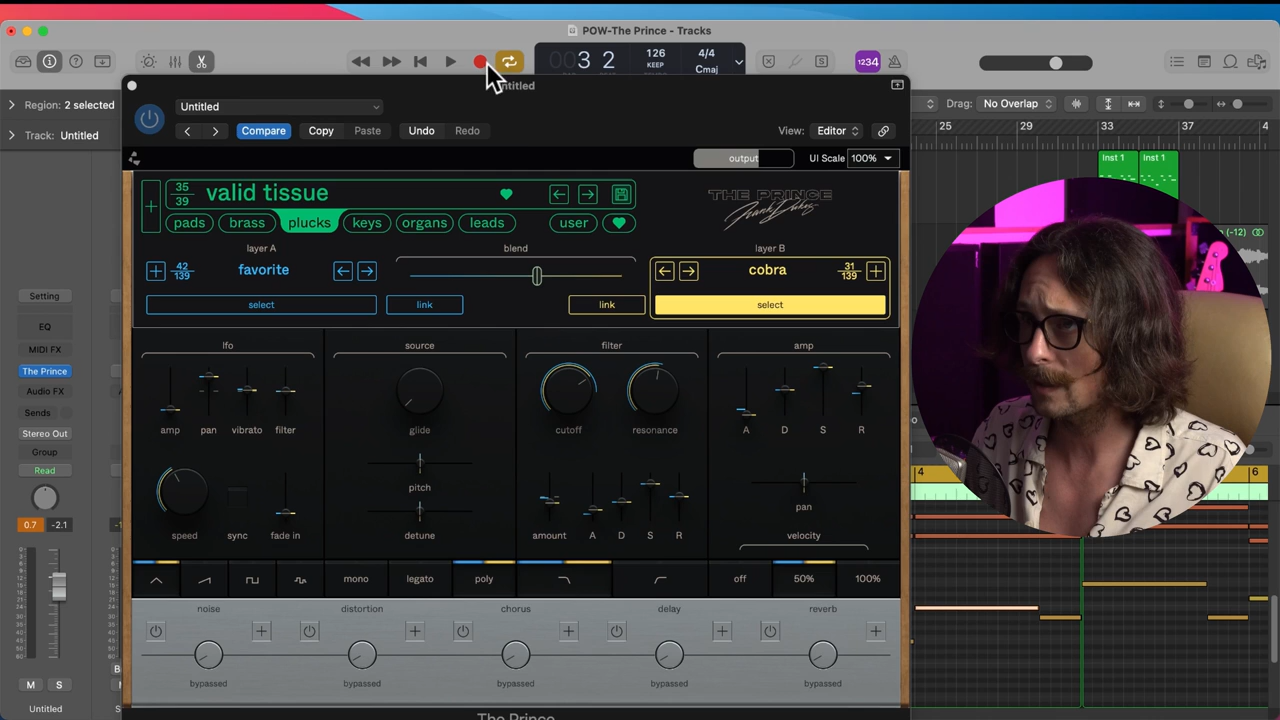 POW-The Prince - Tracks
00 3 2
126
KEEP
4/4
Cmaj
1234
Region: 2 selected
Track: Untitled
Untitled
Untitled
Compare
Copy
Paste
Undo
Redo
View:
Editor
Drag: No Overlap
25
29
33
37
Inst 1
Inst 1
output
UI Scale 100%
35
39
valid tissue
THE PRINCE
Frank Dukes
pads
brass
plucks
keys
organs
leads
user
layer A
blend
layer B
42
139
favorite
cobra
31
139
select
link
link
select
(-12)
lfo
source
filter
amp
amp
pan
vibrato
filter
glide
cutoff
resonance
A
D
S
R
pitch
pan
speed
sync
fade in
detune
amount
A
D
S
R
velocity
mono
legato
poly
off
50%
100%
noise
distortion
chorus
delay
reverb
bypassed
bypassed
bypassed
bypassed
bypassed
The Prince
Setting
EQ
MIDI FX
The Prince
Audio FX
Sends
Stereo Out
Group
Read
0.7
-2.1
M
S
Untitled
4
6